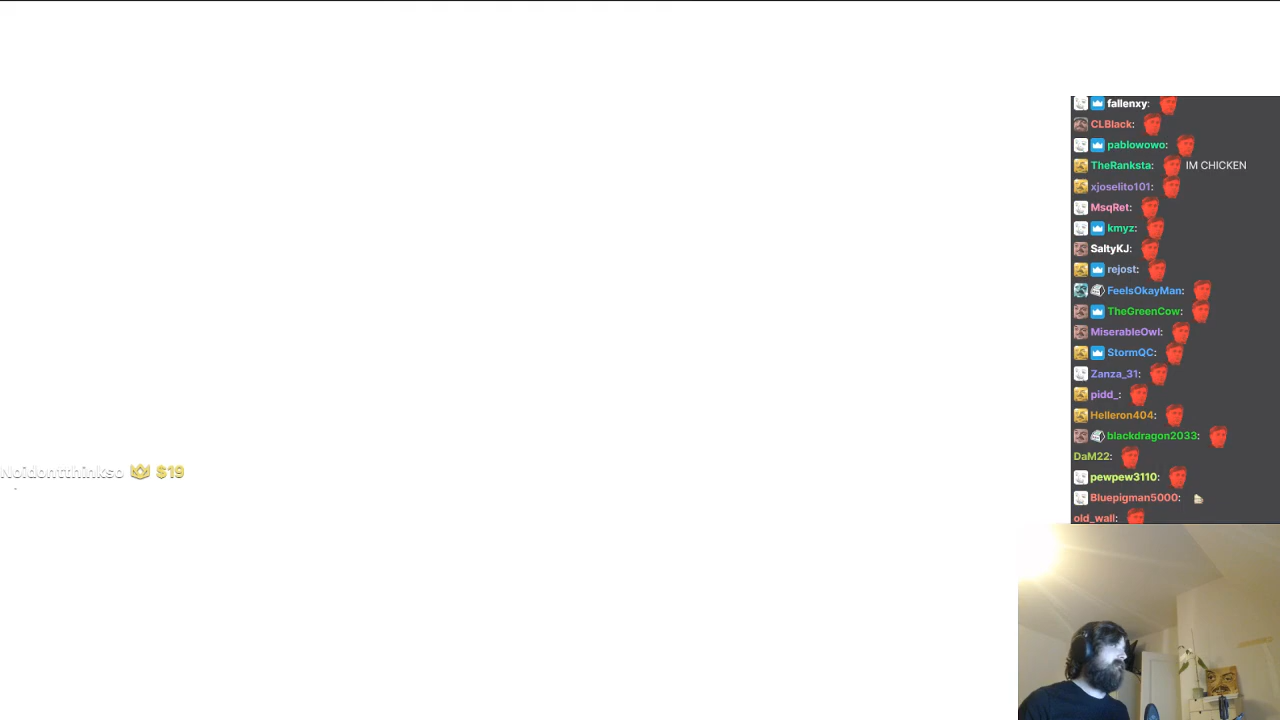 fallenxy:
CLBlack:
pablowowo:
TheRanksta: IM CHICKEN
xjoselito101:
MsqRet:
kmyz:
SaltyKJ:
rejost:
FeelsOkayMan:
TheGreenCow:
MiserableOwl:
StormQC:
Zanza_31:
pidd_:
Helleron404:
blackdragon2033:
DaM22:
pewpew3110:
Bluepigman5000:
old_wall:
Noidontthinkso $19